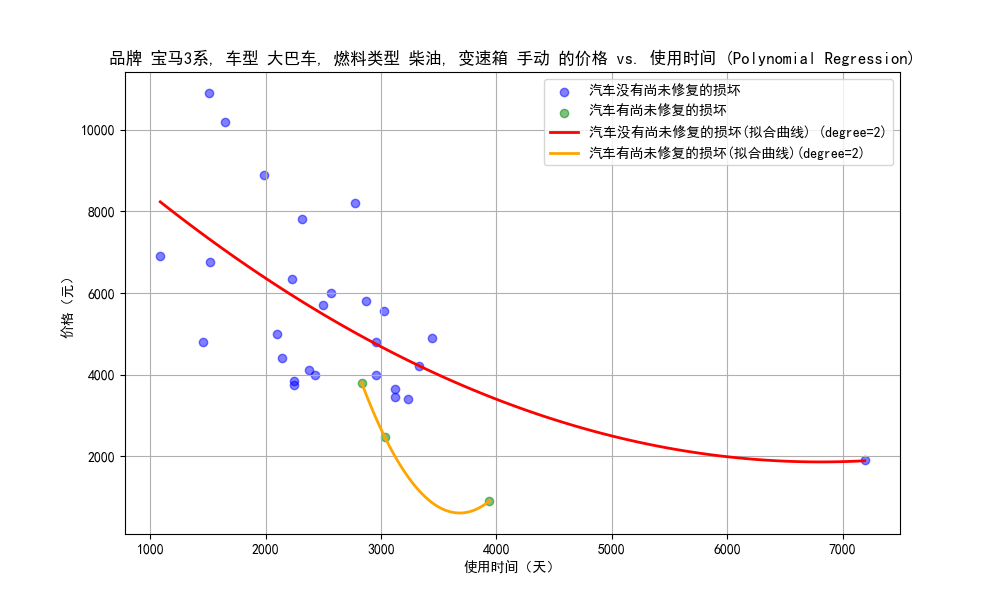 品牌 宝马3系, 车型 大巴车, 燃料类型 柴油, 变速箱 手动 的价格 vs. 使用时间 (Polynomial Regression)
汽车没有尚未修复的损坏
汽车有尚未修复的损坏
汽车没有尚未修复的损坏(拟合曲线) (degree=2)
汽车有尚未修复的损坏(拟合曲线)(degree=2)
价格（元）
10000
8000
6000
4000
2000
1000 2000 3000 4000 5000 6000 7000
使用时间（天）